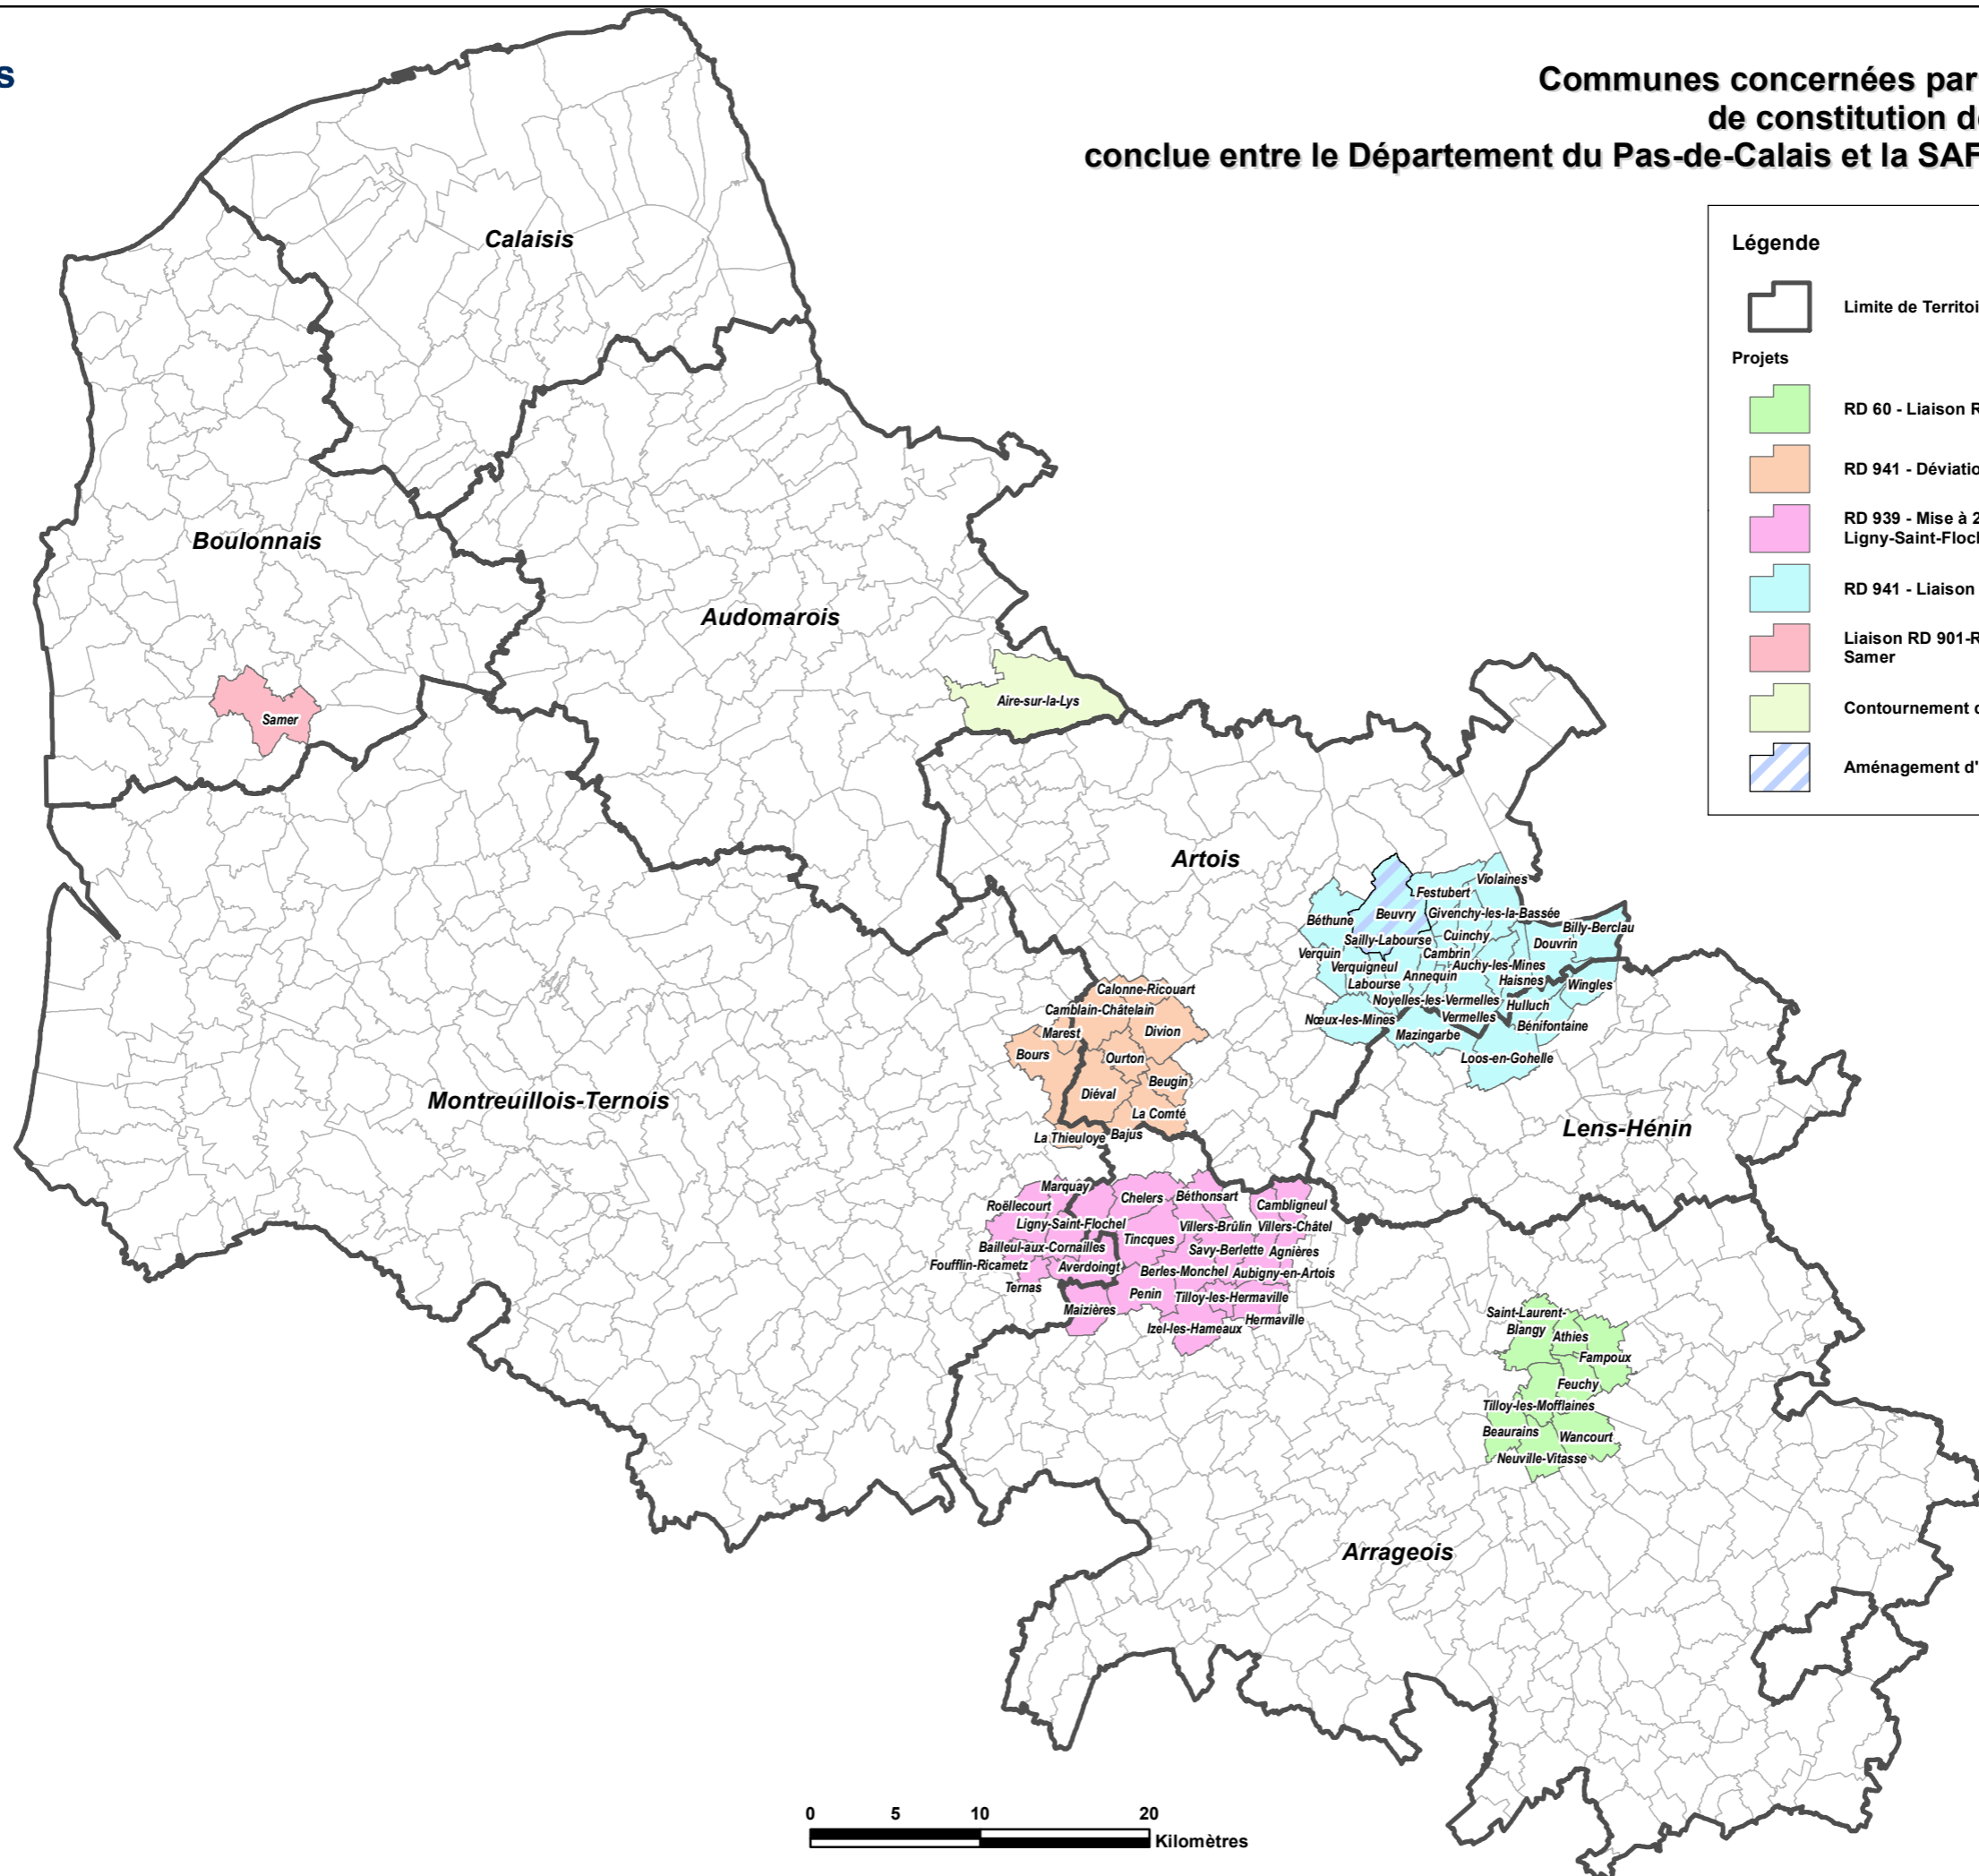 s
Communes concernées par
de constitution de
conclue entre le Département du Pas-de-Calais et la SAF
Légende
Limite de Territoi
Projets
RD 60 - Liaison R
RD 941 - Déviatio
RD 939 - Mise à 2
Ligny-Saint-Floch
RD 941 - Liaison
Liaison RD 901-R
Samer
Contournement d
Aménagement d'
Calaisis
Boulonnais
Audomarois
Samer
Aire-sur-la-Lys
Artois
Montreuillois-Ternois
Lens-Hénin
Arrageois
Violaines
Festubert
Béthune
Beuvry
Givenchy-les-la-Bassée
Billy-Berclau
Cuinchy
Sailly-Labourse
Douvrin
Verquin
Cambrin
Verquigneul
Auchy-les-Mines
Annequin
Haisnes
Labourse
Wingles
Noyelles-les-Vermelles
Hulluch
Nœux-les-Mines
Vermelles
Bénifontaine
Mazingarbe
Loos-en-Gohelle
Calonne-Ricouart
Camblain-Châtelain
Marest
Divion
Bours
Ourton
Beugin
Diéval
La Comté
La Thieuloye
Bajus
Marquay
Roëllecourt
Chelers
Béthonsart
Cambligneul
Ligny-Saint-Flochel
Villers-Brûlin
Villers-Châtel
Tincques
Bailleul-aux-Cornailles
Savy-Berlette
Agnières
Foufflin-Ricametz
Averdoingt
Berles-Monchel
Aubigny-en-Artois
Ternas
Penin
Tilloy-les-Hermaville
Maizières
Hermaville
Izel-les-Hameaux
Saint-Laurent-
Blangy
Athies
Fampoux
Feuchy
Tilloy-les-Mofflaines
Beaurains
Wancourt
Neuville-Vitasse
0 5 10 20
Kilomètres